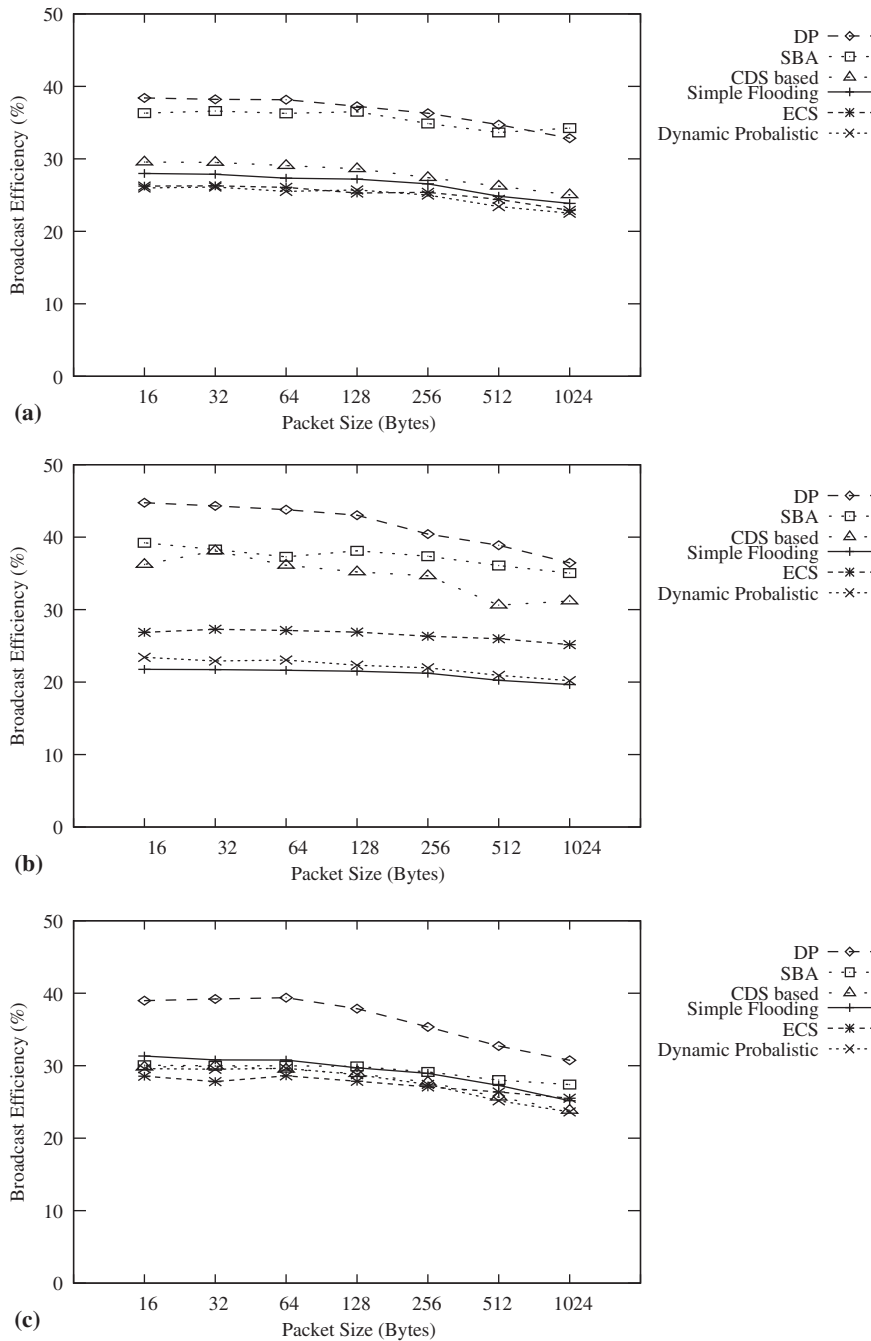 50
40
30
20
10
0
Broadcast Efficiency (%)
16 32 64 128 256 512 1024
Packet Size (Bytes)
DP
SBA
CDS based
Simple Flooding
ECS
Dynamic Probalistic
(a)
50
40
30
20
10
0
Broadcast Efficiency (%)
16 32 64 128 256 512 1024
Packet Size (Bytes)
DP
SBA
CDS based
Simple Flooding
ECS
Dynamic Probalistic
(b)
50
40
30
20
10
0
Broadcast Efficiency (%)
16 32 64 128 256 512 1024
Packet Size (Bytes)
DP
SBA
CDS based
Simple Flooding
ECS
Dynamic Probalistic
(c)